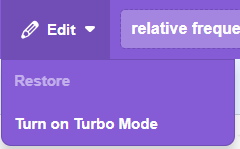 Edit
relative freque
Restore
Turn on Turbo Mode